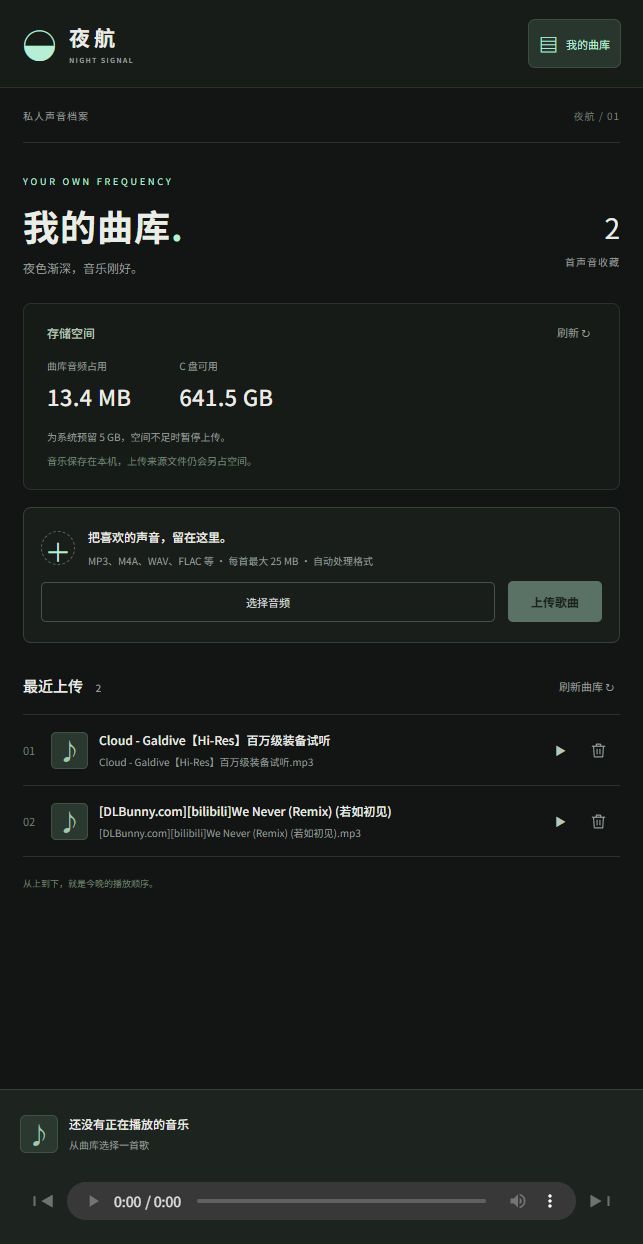 夜航
NIGHT SIGNAL
我的曲库
私人声音档案
夜航 / 01
YOUR OWN FREQUENCY
我的曲库.
2
夜色渐深，音乐刚好。
首声音收藏
存储空间
刷新 ↻
曲库音频占用
C 盘可用
13.4 MB
641.5 GB
为系统预留 5 GB，空间不足时暂停上传。
音乐保存在本机，上传来源文件仍会另占空间。
把喜欢的声音，留在这里。
MP3、M4A、WAV、FLAC 等 · 每首最大 25 MB · 自动处理格式
选择音频
上传歌曲
最近上传 2
刷新曲库 ↻
01
Cloud - Galdive【Hi-Res】百万级装备试听
Cloud - Galdive【Hi-Res】百万级装备试听.mp3
02
[DLBunny.com][bilibili]We Never (Remix) (若如初见)
[DLBunny.com][bilibili]We Never (Remix) (若如初见).mp3
从上到下，就是今晚的播放顺序。
还没有正在播放的音乐
从曲库选择一首歌
0:00 / 0:00